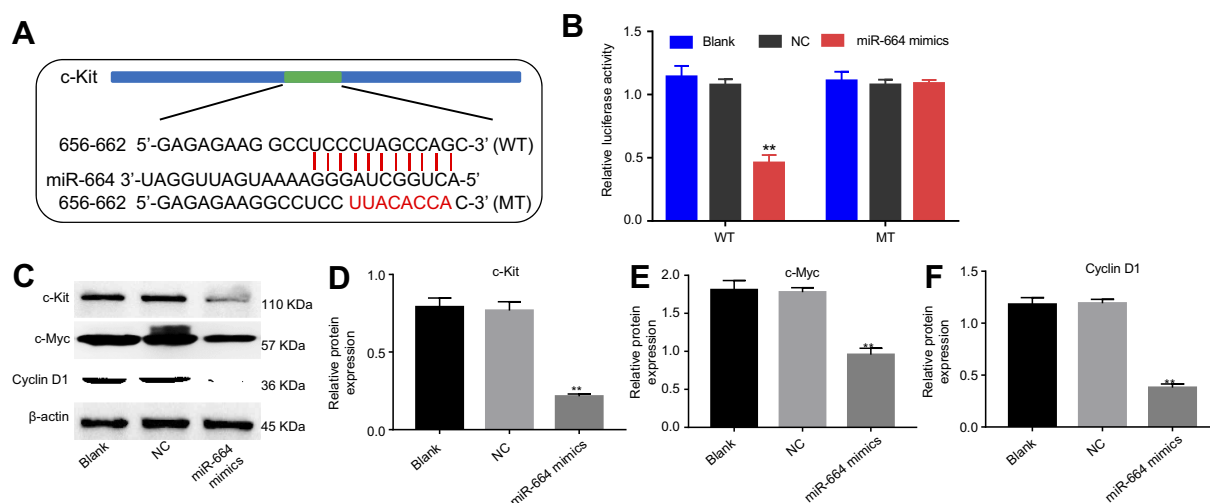 A
c-Kit
656-662 5'-GAGAGAAG GCCUCCCUAGCCAGC-3' (WT)
miR-664 3'-UAGGUUAGUAAAAGGGAUCGGUCA-5'
656-662 5'-GAGAGAAGGCCUCC UUACACCA C-3' (MT)
B
Blank NC miR-664 mimics
Relative luciferase activity
1.5
1.0
0.5
0.0
**
WT MT
C
c-Kit 110 KDa
c-Myc 57 KDa
Cyclin D1 36 KDa
β-actin 45 KDa
Blank NC miR-664 mimics
D
c-Kit
Relative protein expression
1.0
0.5
0.0
**
Blank NC miR-664 mimics
E
c-Myc
Relative protein expression
2.0
1.5
1.0
0.5
0.0
**
Blank NC miR-664 mimics
F
Cyclin D1
Relative protein expression
1.5
1.0
0.5
0.0
**
Blank NC miR-664 mimics